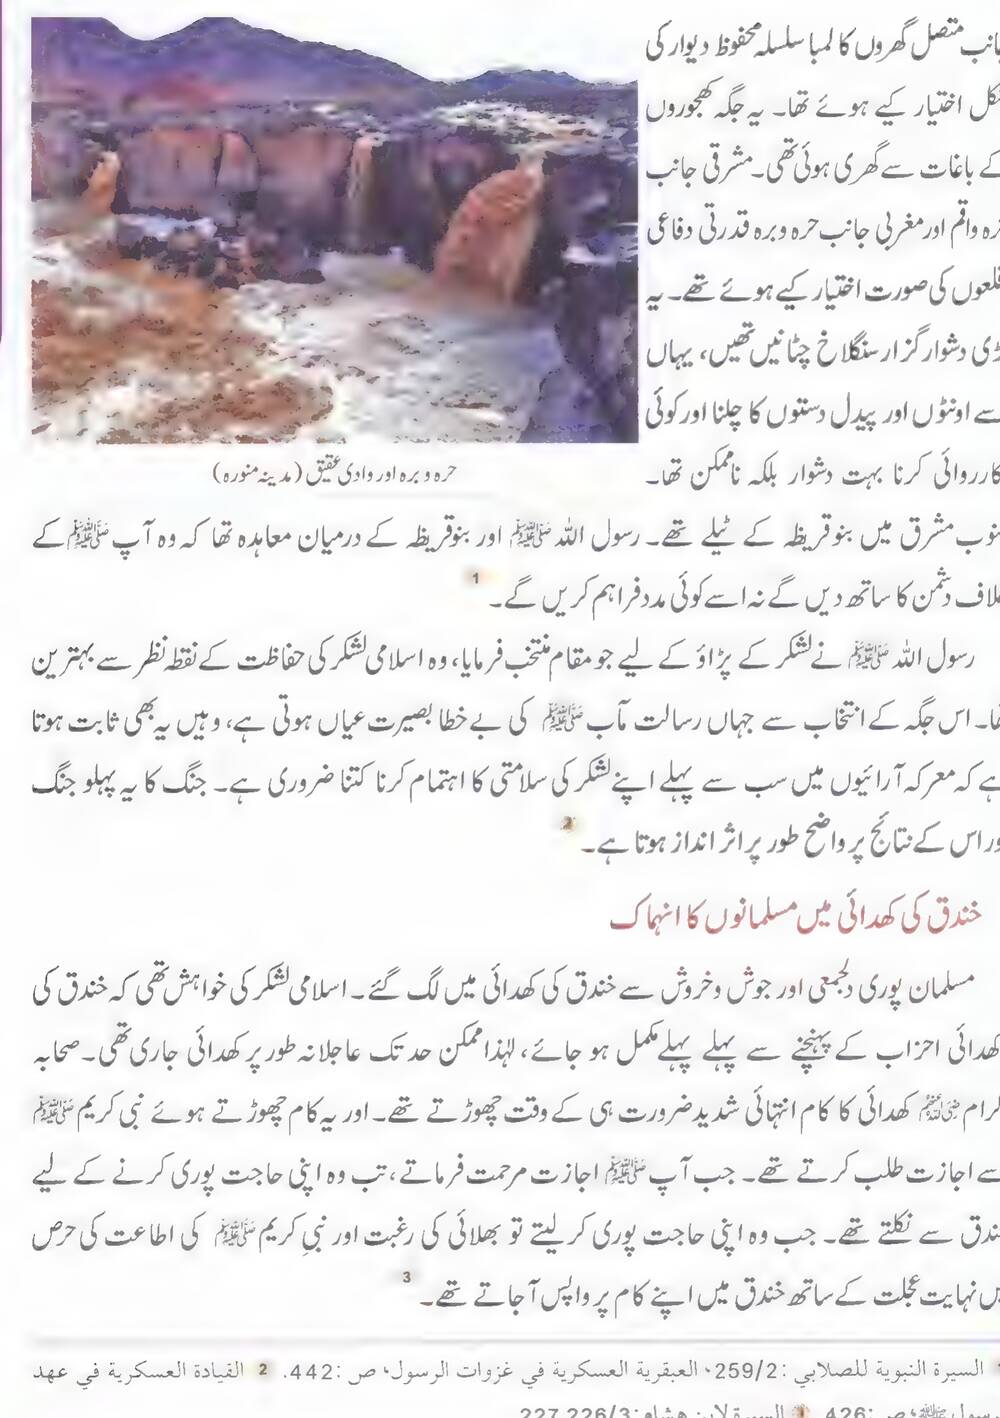 متصل گھروں کا لمبا سلسلہ محفوظ دیوار کی
اختیار کیے ہوئے تھا۔ یہ جگہ کھجوروں
کے باغات سے گھری ہوئی تھی۔ مشرقی جانب
واقم اور مغربی جانب حرہ وبرہ قدرتی دفاعی
قلعوں کی صورت اختیار کیے ہوئے تھے۔ یہ
دشوار گزار سنگلاخ چٹانیں تھیں، یہاں
سے اونٹوں اور پیدل دستوں کا چلنا اور کوئی
کارروائی کرنا بہت دشوار بلکہ ناممکن تھا۔
حرہ وبرہ اور وادی عقیق (مدینہ منورہ)
مشرق میں بنو قریظہ کے ٹیلے تھے۔ رسول اللہ ﷺ اور بنو قریظہ کے درمیان معاہدہ تھا کہ وہ آپ ﷺ کے
دشمن کا ساتھ دیں گے نہ اسے کوئی مدد فراہم کریں گے۔ 1
رسول اللہ ﷺ نے لشکر کے پڑاؤ کے لیے جو مقام منتخب فرمایا، وہ اسلامی لشکر کی حفاظت کے نقطہ نظر سے بہترین
تھا۔ اس جگہ کے انتخاب سے جہاں رسالت مآب ﷺ کی بے خطا بصیرت عیاں ہوتی ہے، وہیں یہ بھی ثابت ہوتا
ہے کہ معرکہ آرائیوں میں سب سے پہلے اپنے لشکر کی سلامتی کا اہتمام کرنا کتنا ضروری ہے۔ جنگ کا یہ پہلو جنگ
اور اس کے نتائج پر واضح طور پر اثر انداز ہوتا ہے۔ 2
خندق کی کھدائی میں مسلمانوں کا انہماک
مسلمان پوری دلجمعی اور جوش وخروش سے خندق کی کھدائی میں لگ گئے۔ اسلامی لشکر کی خواہش تھی کہ خندق کی
کھدائی احزاب کے پہنچنے سے پہلے پہلے مکمل ہو جائے، لہٰذا ممکن حد تک عاجلانہ طور پر کھدائی جاری تھی۔ صحابہ
کرام رضی اللہ عنہم کھدائی کا کام انتہائی شدید ضرورت ہی کے وقت چھوڑتے تھے۔ اور یہ کام چھوڑتے ہوئے نبی کریم ﷺ
سے اجازت طلب کرتے تھے۔ جب آپ ﷺ اجازت مرحمت فرماتے، تب وہ اپنی حاجت پوری کرنے کے لیے
خندق سے نکلتے تھے۔ جب وہ اپنی حاجت پوری کر لیتے تو بھلائی کی رغبت اور نبیِ کریم ﷺ کی اطاعت کی حرص
میں نہایت عجلت کے ساتھ خندق میں اپنے کام پر واپس آجاتے تھے۔ 3
1 السيرة النبوية للصلابي :259/2، العبقرية العسكرية في غزوات الرسول، ص :442. 2 القيادة العسكرية في عهد
الرسول ﷺ، ص :426. 3 السيرة لابن هشام :227,226/3